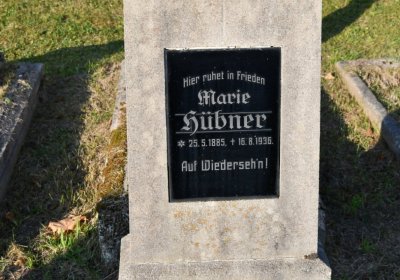 Hier ruhet in Frieden
Marie
Hübner
* 25.5.1885, † 16.8.1936.
Auf Wiederseh'n!